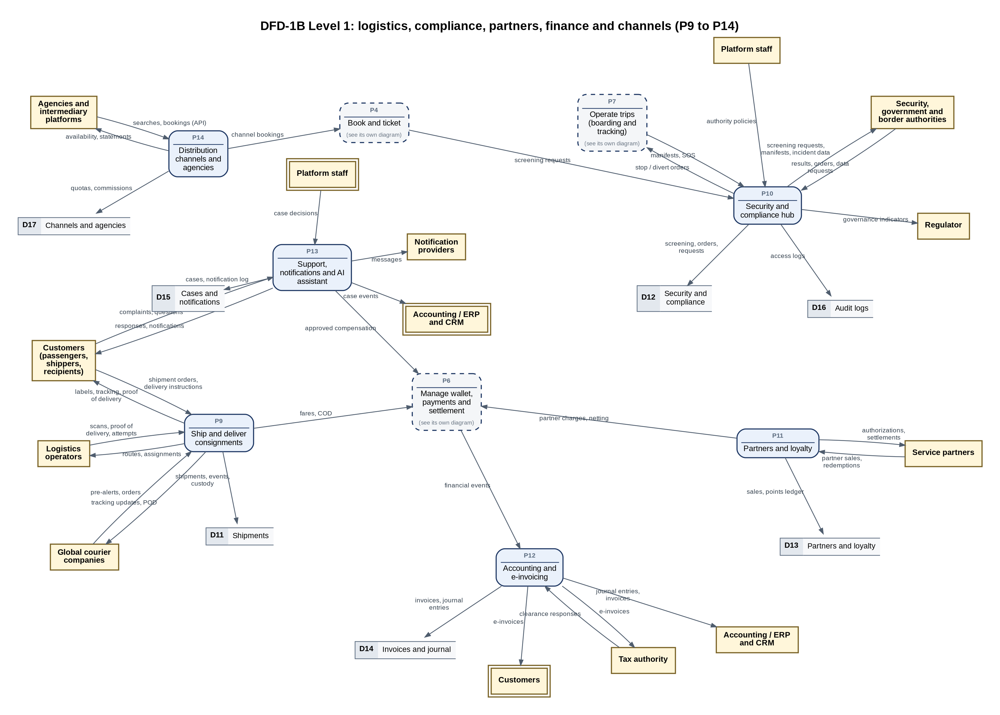 DFD-1B Level 1: logistics, compliance, partners, finance and channels (P9 to P14)
Platform staff
Agencies and
intermediary
platforms
searches, bookings (API)
availability, statements
P14
Distribution
channels and
agencies
channel bookings
P4
Book and ticket
(see its own diagram)
P7
Operate trips
(boarding and
tracking)
(see its own diagram)
authority policies
Security,
government and
border authorities
screening requests
manifests, SOS
stop / divert orders
screening requests,
manifests, incident data
results, orders, data
requests
quotas, commissions
D17
Channels and agencies
Platform staff
case decisions
P10
Security and
compliance hub
governance indicators
Regulator
screening, orders,
requests
access logs
D12
Security and
compliance
D16
Audit logs
P13
Support,
notifications and AI
assistant
Notification
providers
messages
cases, notification log
D15
Cases and
notifications
complaints, questions
responses, notifications
case events
Accounting / ERP
and CRM
approved compensation
Customers
(passengers,
shippers,
recipients)
shipment orders,
delivery instructions
labels, tracking, proof
of delivery
P9
Ship and deliver
consignments
scans, proof of
delivery, attempts
Logistics
operators
routes, assignments
fares, COD
P6
Manage wallet,
payments and
settlement
(see its own diagram)
partner charges, netting
P11
Partners and loyalty
authorizations,
settlements
Service partners
partner sales,
redemptions
shipments, events,
custody
pre-alerts, orders
tracking updates, POD
financial events
sales, points ledger
D11
Shipments
Global courier
companies
D13
Partners and loyalty
P12
Accounting and
e-invoicing
invoices, journal
entries
e-invoices
clearance responses
e-invoices
journal entries,
invoices
D14
Invoices and journal
Customers
Tax authority
Accounting / ERP
and CRM